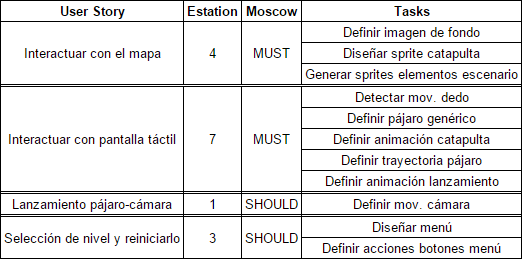 User Story Estation Moscow Tasks
Interactuar con el mapa 4 MUST Definir imagen de fondo
Diseñar sprite catapulta
Generar sprites elementos escenario
Interactuar con pantalla táctil 7 MUST Detectar mov. dedo
Definir pájaro genérico
Definir animación catapulta
Definir trayectoria pájaro
Definir animación lanzamiento
Lanzamiento pájaro-cámara 1 SHOULD Definir mov. cámara
Selección de nivel y reiniciarlo 3 SHOULD Diseñar menú
Definir acciones botones menú